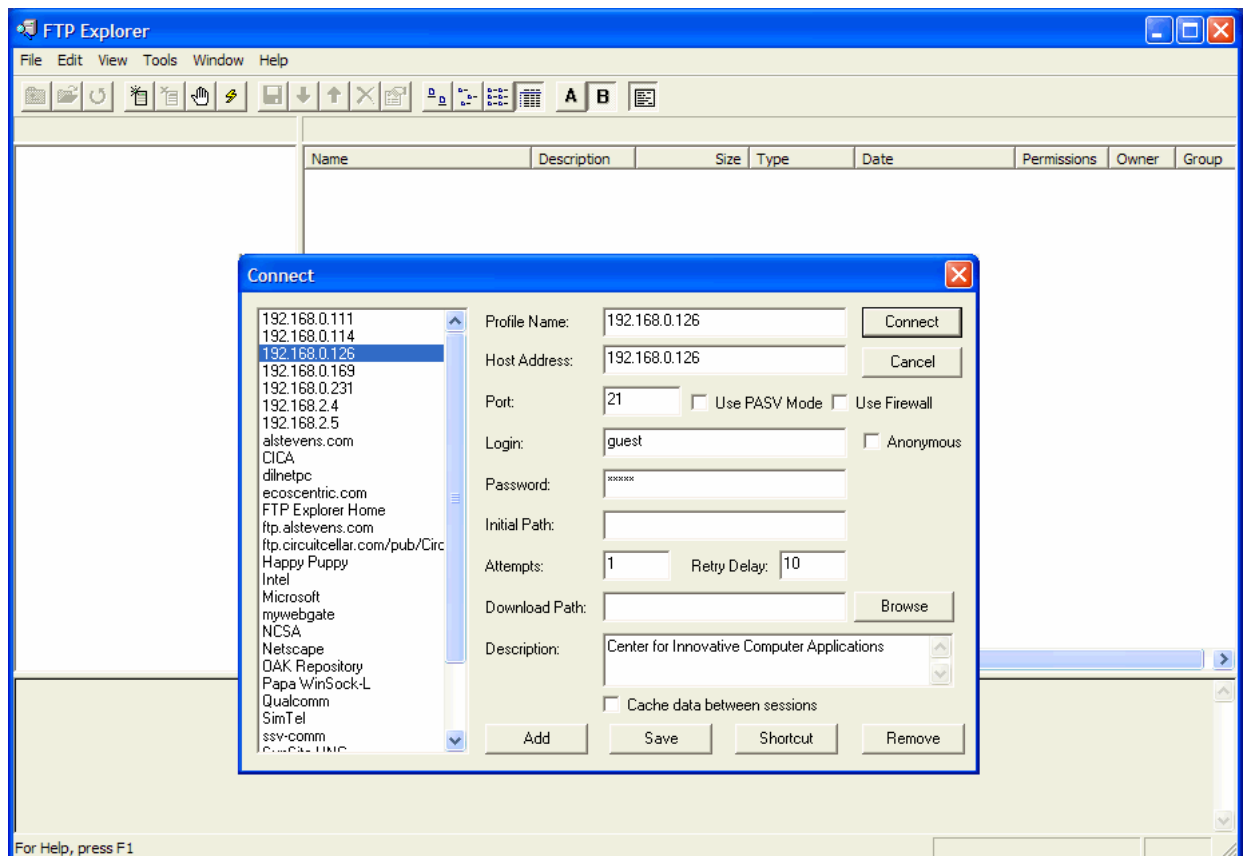 FTP Explorer
File Edit View Tools Window Help
A B
Name Description Size Type Date Permissions Owner Group
Connect
192.168.0.111
192.168.0.114
192.168.0.126
192.168.0.169
192.168.0.231
192.168.2.4
192.168.2.5
alstevens.com
CICA
dilnetpc
ecoscentric.com
FTP Explorer Home
ftp.alstevens.com
ftp.circuitcellar.com/pub/Circ
Happy Puppy
Intel
Microsoft
mywebgate
NCSA
Netscape
OAK Repository
Papa WinSock-L
Qualcomm
SimTel
ssv-comm
Profile Name: 192.168.0.126 Connect
Host Address: 192.168.0.126 Cancel
Port: 21 Use PASV Mode Use Firewall
Login: guest Anonymous
Password: xxxxx
Initial Path:
Attempts: 1 Retry Delay: 10
Download Path: Browse
Description: Center for Innovative Computer Applications
Cache data between sessions
Add Save Shortcut Remove
For Help, press F1